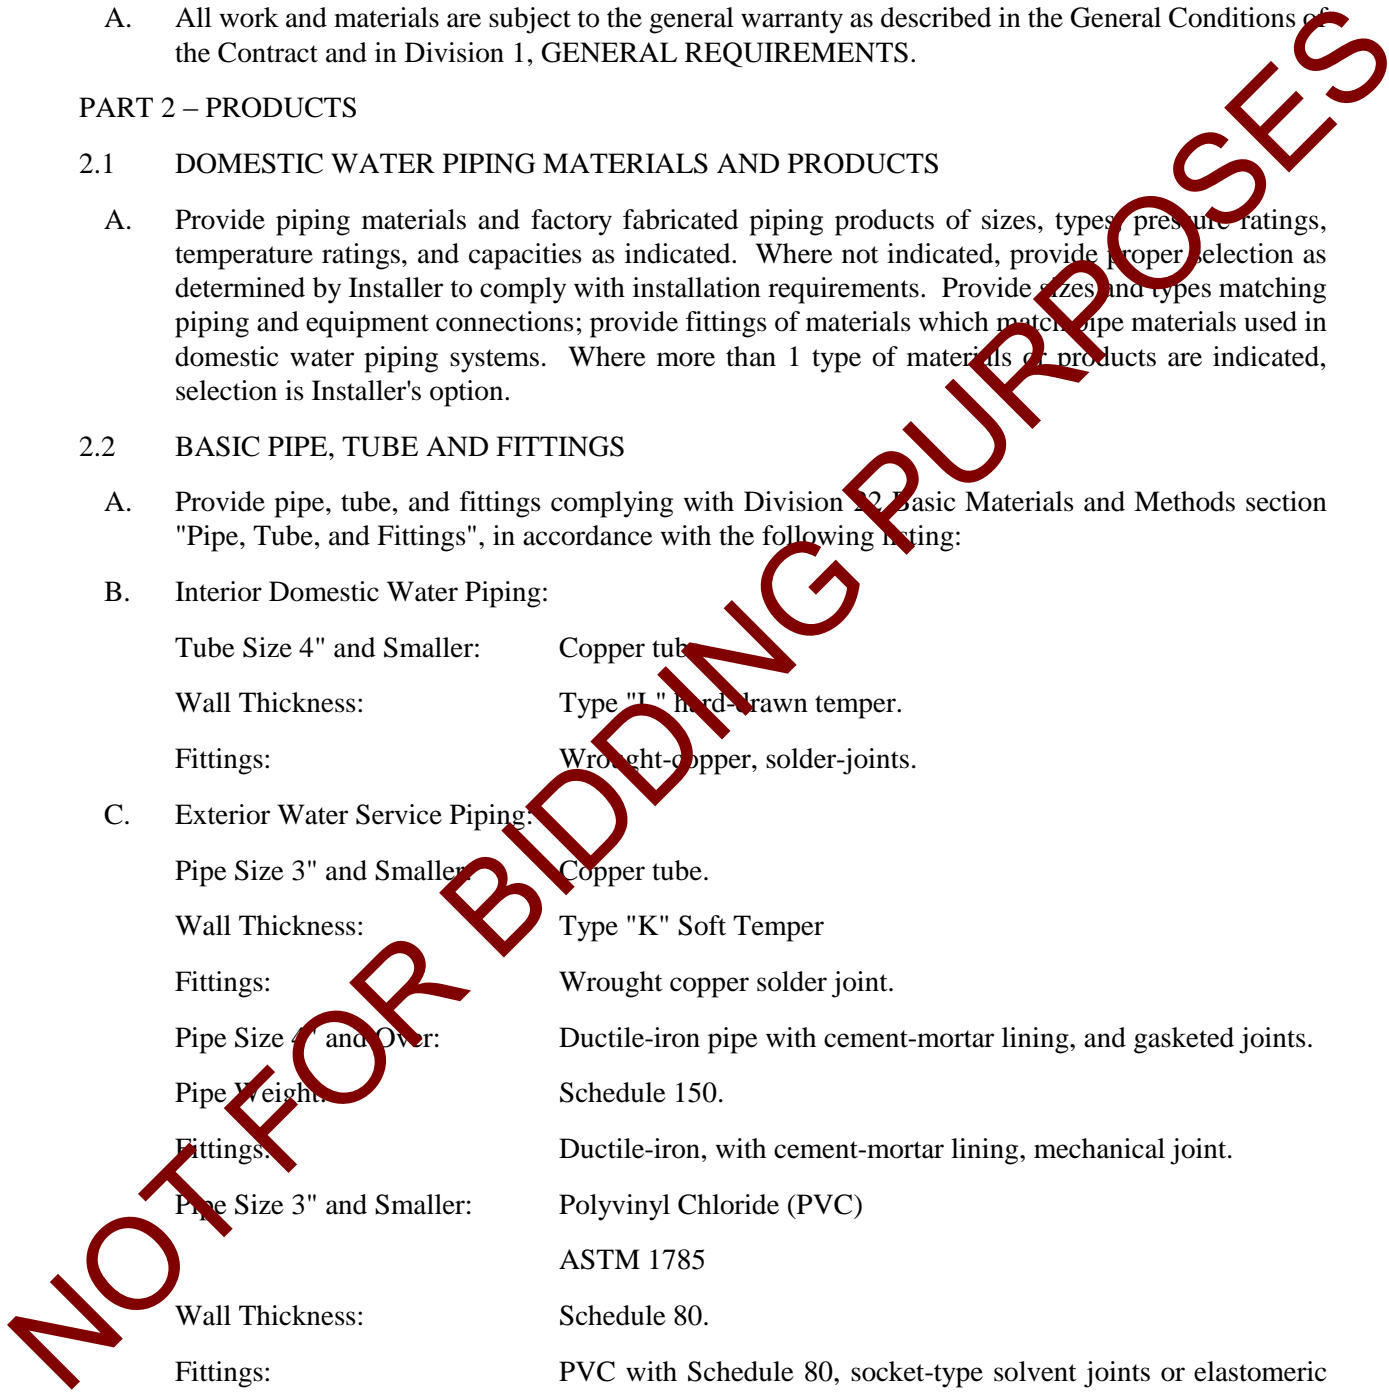 A. All work and materials are subject to the general warranty as described in the General Conditions of
the Contract and in Division 1, GENERAL REQUIREMENTS.
PART 2 – PRODUCTS
2.1 DOMESTIC WATER PIPING MATERIALS AND PRODUCTS
A. Provide piping materials and factory fabricated piping products of sizes, types, pressure ratings,
temperature ratings, and capacities as indicated. Where not indicated, provide proper selection as
determined by Installer to comply with installation requirements. Provide sizes and types matching
piping and equipment connections; provide fittings of materials which match pipe materials used in
domestic water piping systems. Where more than 1 type of materials or products are indicated,
selection is Installer's option.
2.2 BASIC PIPE, TUBE AND FITTINGS
A. Provide pipe, tube, and fittings complying with Division 22 Basic Materials and Methods section
"Pipe, Tube, and Fittings", in accordance with the following listing:
B. Interior Domestic Water Piping:
Tube Size 4" and Smaller: Copper tube.
Wall Thickness: Type "L" hard-drawn temper.
Fittings: Wrought-copper, solder-joints.
C. Exterior Water Service Piping:
Pipe Size 3" and Smaller: Copper tube.
Wall Thickness: Type "K" Soft Temper
Fittings: Wrought copper solder joint.
Pipe Size 4" and Over: Ductile-iron pipe with cement-mortar lining, and gasketed joints.
Pipe Weight: Schedule 150.
Fittings: Ductile-iron, with cement-mortar lining, mechanical joint.
Pipe Size 3" and Smaller: Polyvinyl Chloride (PVC)
ASTM 1785
Wall Thickness: Schedule 80.
Fittings: PVC with Schedule 80, socket-type solvent joints or elastomeric
NOT FOR BIDDING PURPOSES